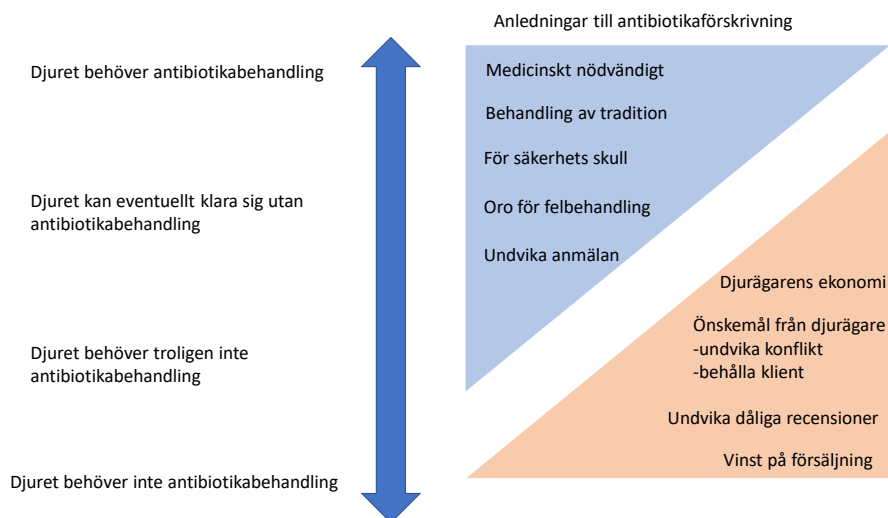 Anledningar till antibiotikaförskrivning
Djuret behöver antibiotikabehandling
Djuret kan eventuellt klara sig utan
antibiotikabehandling
Djuret behöver troligen inte
antibiotikabehandling
Djuret behöver inte antibiotikabehandling
Medicinskt nödvändigt
Behandling av tradition
För säkerhets skull
Oro för felbehandling
Undvika anmälan
Djurägarens ekonomi
Önskemål från djurägare
-undvika konflikt
-behålla klient
Undvika dåliga recensioner
Vinst på försäljning